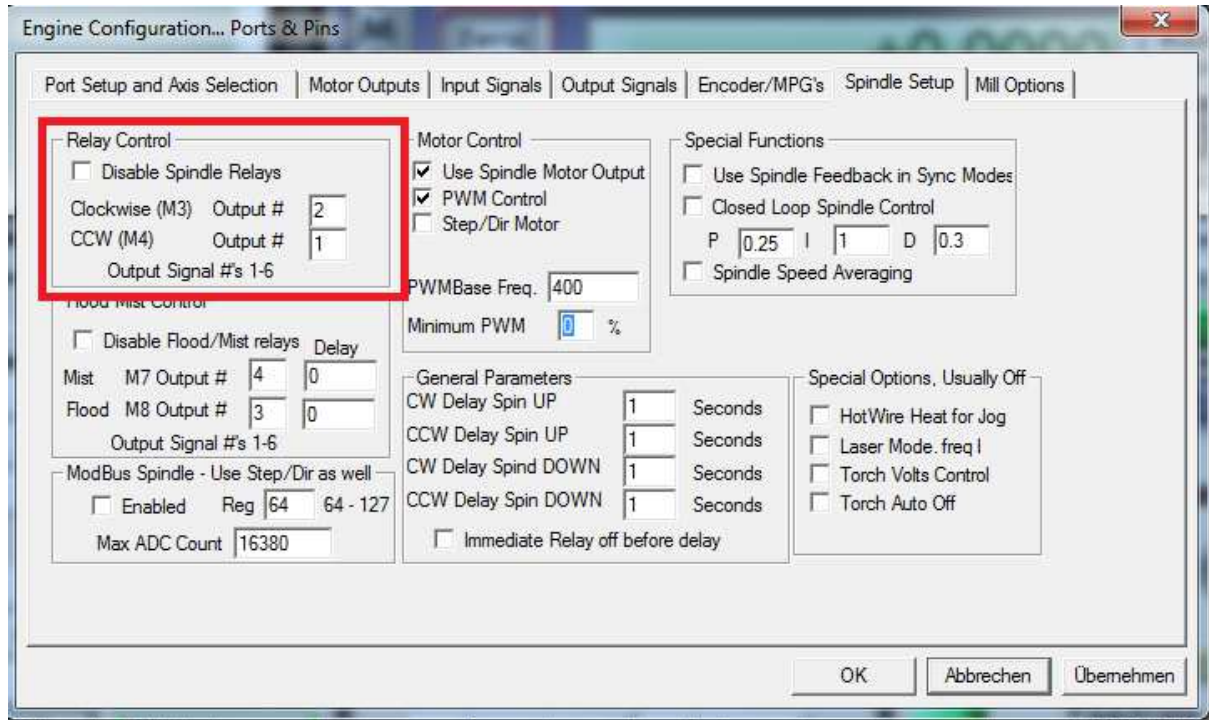 Engine Configuration... Ports & Pins
Port Setup and Axis Selection
Motor Outputs
Input Signals
Output Signals
Encoder/MPG's
Spindle Setup
Mill Options
Relay Control
Disable Spindle Relays
Clockwise (M3) Output # 2
CCW (M4) Output # 1
Output Signal #'s 1-6
Flood Mist Control
Disable Flood/Mist relays Delay
Mist M7 Output # 4 0
Flood M8 Output # 3 0
Output Signal #'s 1-6
ModBus Spindle - Use Step/Dir as well
Enabled Reg 64 64 - 127
Max ADC Count 16380
Motor Control
Use Spindle Motor Output
PWM Control
Step/Dir Motor
PWMBase Freq. 400
Minimum PWM 0 %
General Parameters
CW Delay Spin UP 1 Seconds
CCW Delay Spin UP 1 Seconds
CW Delay Spind DOWN 1 Seconds
CCW Delay Spin DOWN 1 Seconds
Immediate Relay off before delay
Special Functions
Use Spindle Feedback in Sync Modes
Closed Loop Spindle Control
P 0.25 I 1 D 0.3
Spindle Speed Averaging
Special Options, Usually Off
HotWire Heat for Jog
Laser Mode. freq
Torch Volts Control
Torch Auto Off
OK
Abbrechen
Übernehmen